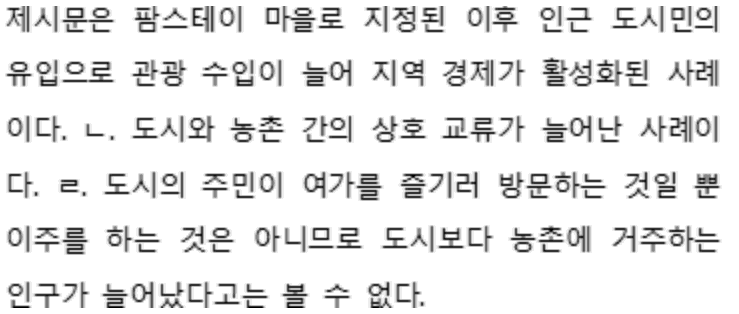 제시문은 팜스테이 마을로 지정된 이후 인근 도시민의
유입으로 관광 수입이 늘어 지역 경제가 활성화된 사례
이다. ㄴ. 도시와 농촌 간의 상호 교류가 늘어난 사례이
다. ㄹ. 도시의 주민이 여가를 즐기러 방문하는 것일 뿐
이주를 하는 것은 아니므로 도시보다 농촌에 거주하는
인구가 늘어났다고는 볼 수 없다.